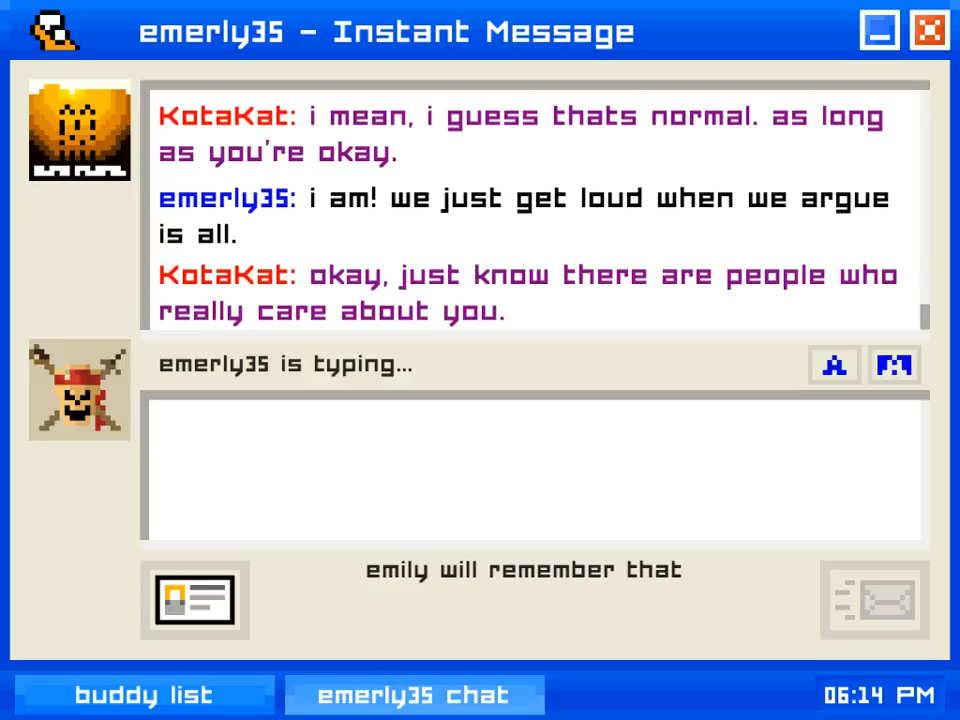 emerly35 - Instant Message
KotaKat: i mean, i guess thats normal. as long
as you're okay.
emerly35: i am! we just get loud when we argue
is all.
KotaKat: okay, just know there are people who
really care about you.
emerly35 is typing...
A
emily will remember that
buddy list
emerly35 chat
06:14 PM